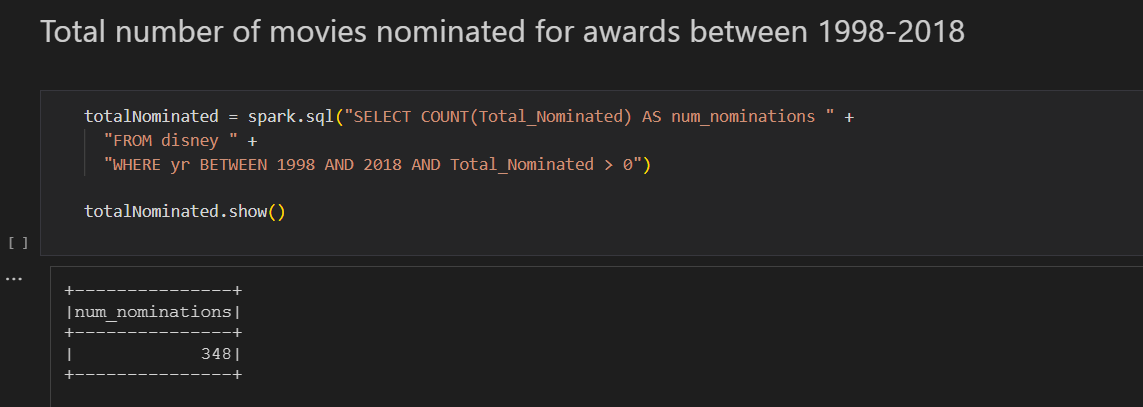 Total number of movies nominated for awards between 1998-2018
totalNominated = spark.sql("SELECT COUNT(Total_Nominated) AS num_nominations " +
  "FROM disney " +
  "WHERE yr BETWEEN 1998 AND 2018 AND Total_Nominated > 0")
totalNominated.show()
[ ]
...
+---------------+
|num_nominations|
+---------------+
|            348|
+---------------+